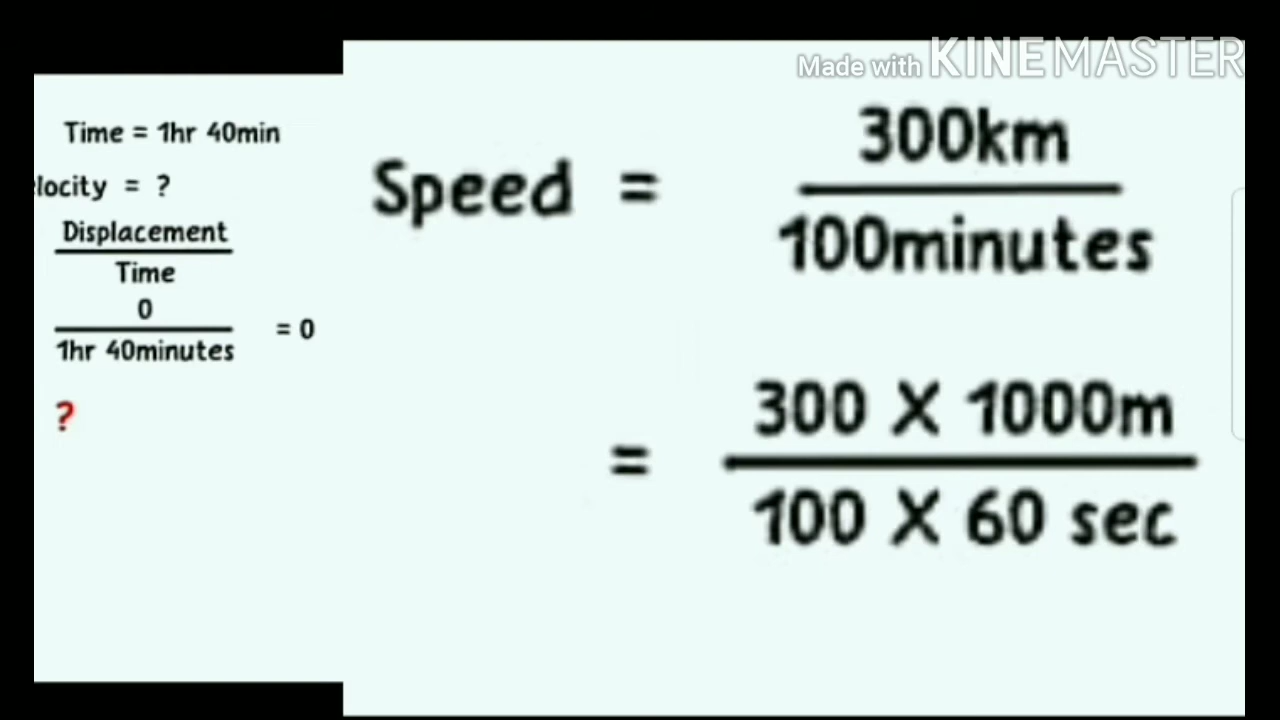 Made with KINEMASTER
Time = 1hr 40min
locity = ?
Displacement
Time
0
= 0
1hr 40minutes
?
300km
Speed =
100minutes
300 X 1000m
=
100 X 60 sec